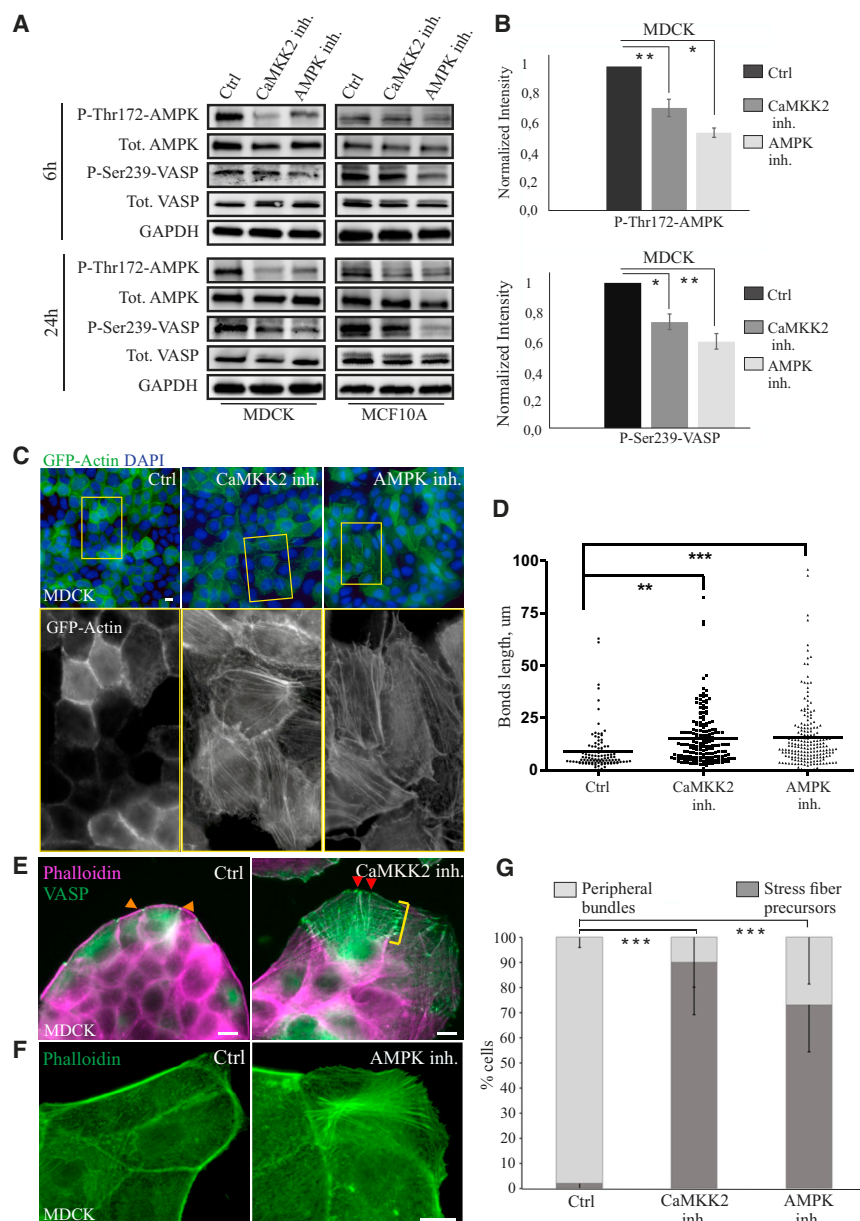 A
Ctrl
CaMKK2 inh.
AMPK inh.
Ctrl
CaMKK2 inh.
AMPK inh.
6h
P-Thr172-AMPK
Tot. AMPK
P-Ser239-VASP
Tot. VASP
GAPDH
24h
P-Thr172-AMPK
Tot. AMPK
P-Ser239-VASP
Tot. VASP
GAPDH
MDCK
MCF10A
B
MDCK
**
*
Normalized Intensity
1
0,8
0,6
0,4
0,2
0,0
P-Thr172-AMPK
Ctrl
CaMKK2
inh.
AMPK
inh.
MDCK
*
**
Normalized Intensity
1
0,8
0,6
0,4
0,2
0,0
P-Ser239-VASP
Ctrl
CaMKK2
inh.
AMPK
inh.
C
GFP-Actin DAPI
Ctrl
CaMKK2 inh.
AMPK inh.
MDCK
GFP-Actin
D
***
**
Bonds length, um
100
75
50
25
0
Ctrl
CaMKK2
inh.
AMPK
inh.
E
Phalloidin
VASP
Ctrl
CaMKK2 inh.
MDCK
F
Phalloidin
Ctrl
AMPK inh.
MDCK
G
Peripheral
bundles
Stress fiber
precursors
***
***
% cells
100
90
80
70
60
50
40
30
20
10
0
Ctrl
CaMKK2
inh.
AMPK
inh.